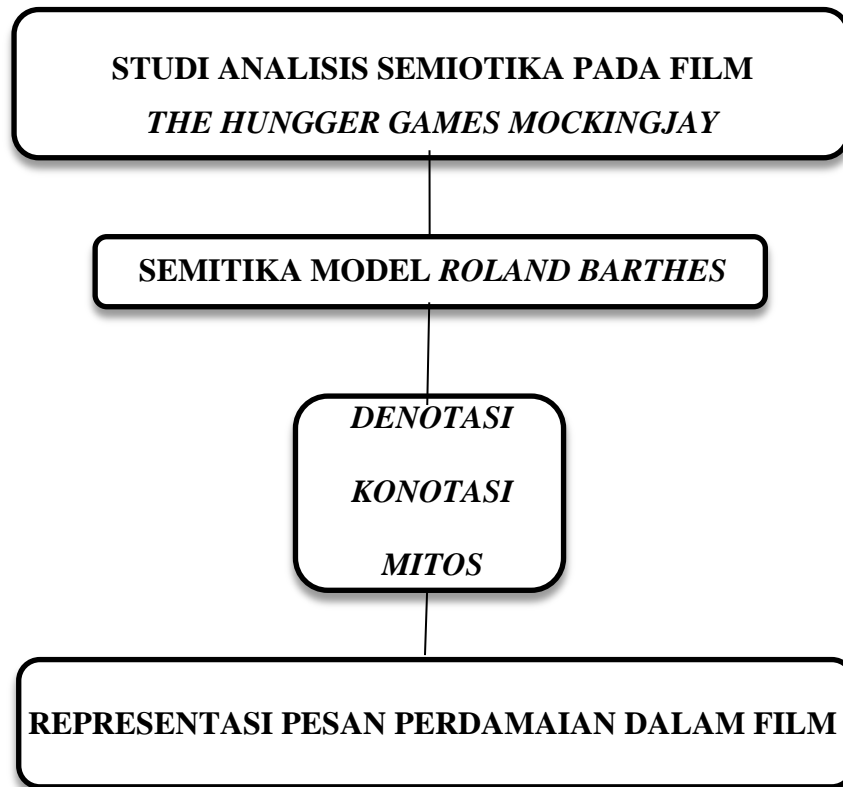 STUDI ANALISIS SEMIOTIKA PADA FILM
THE HUNGGER GAMES MOCKINGJAY
SEMITIKA MODEL ROLAND BARTHES
DENOTASI
KONOTASI
MITOS
REPRESENTASI PESAN PERDAMAIAN DALAM FILM